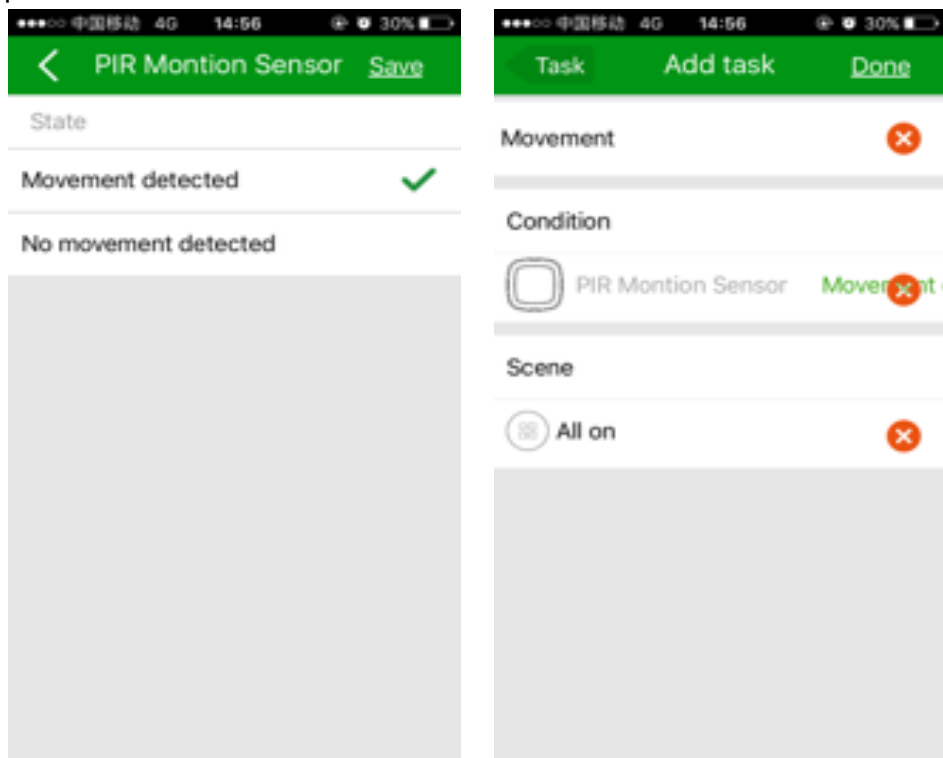 中国移动 4G 14:56 30%
PIR Montion Sensor Save
State
Movement detected
No movement detected
中国移动 4G 14:56 30%
Task Add task Done
Movement
Condition
PIR Montion Sensor
Scene
All on